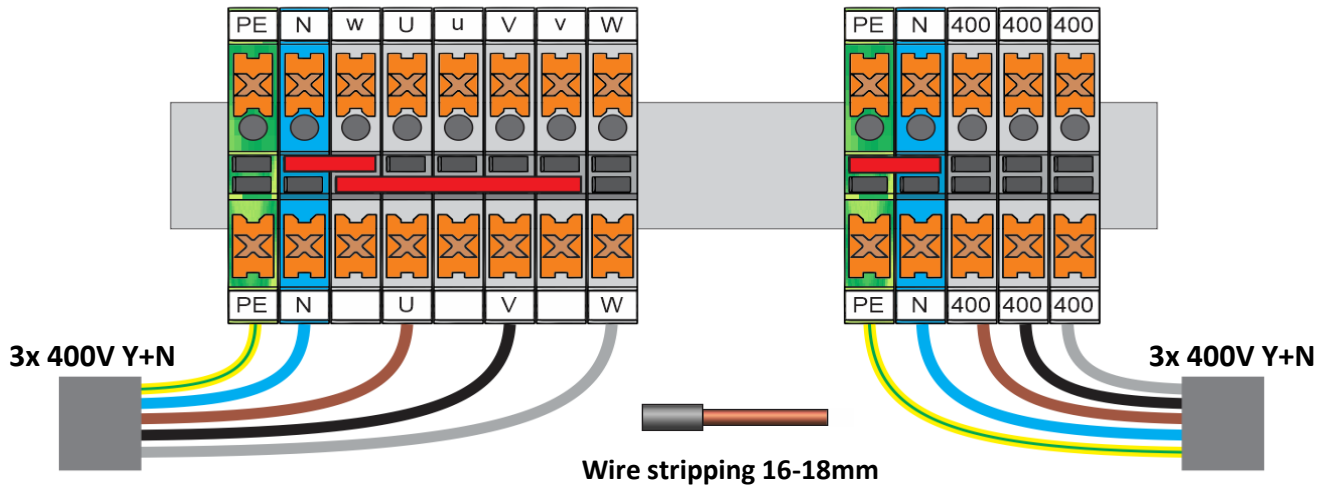 PE N w U u V v W
PE N 400 400 400
PE N U V W
PE N 400 400 400
3x 400V Y+N
3x 400V Y+N
Wire stripping 16-18mm